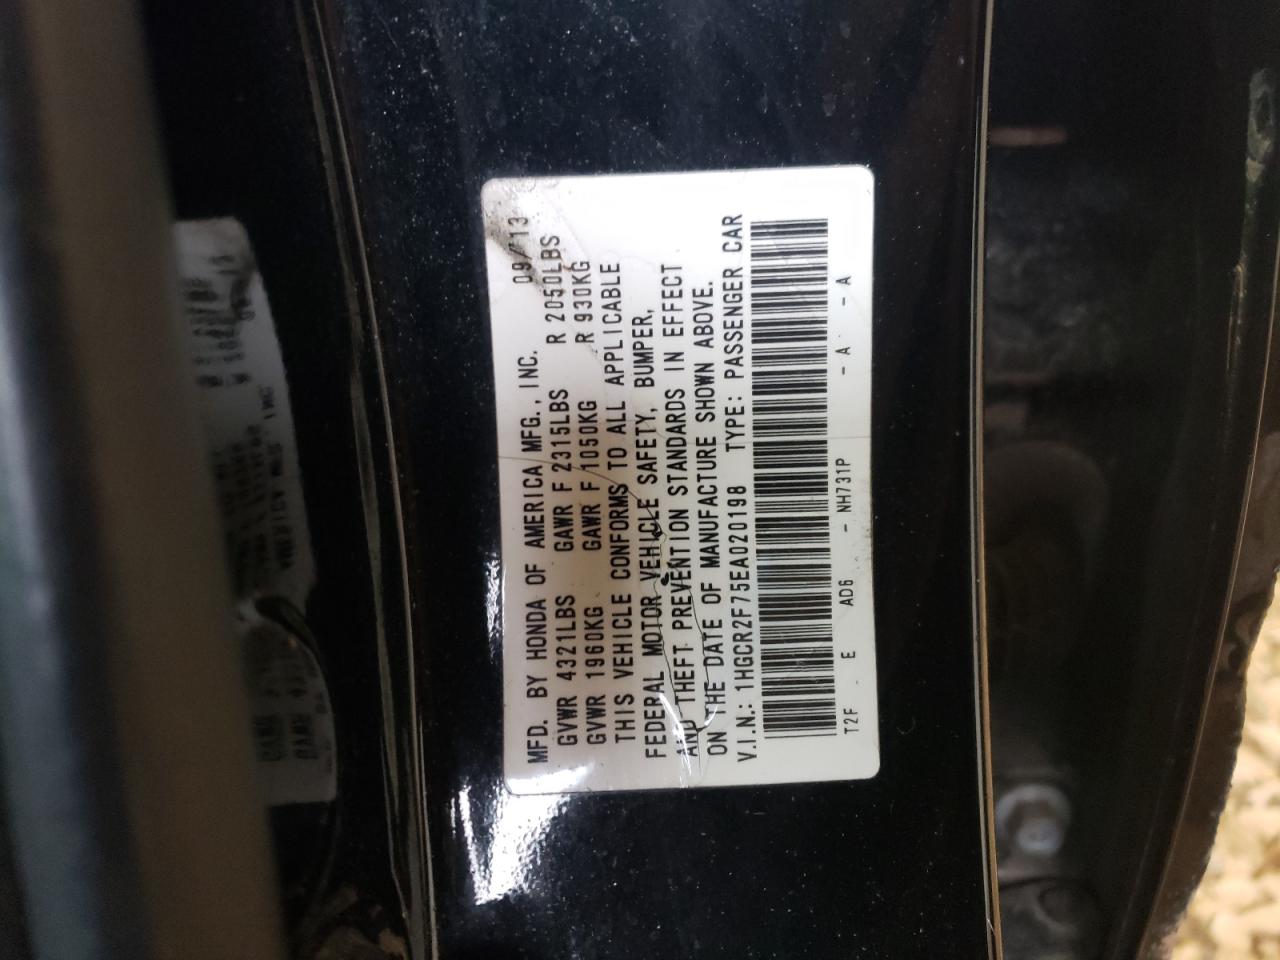 MFD. BY HONDA OF AMERICA MFG., INC. 09/13
GVWR 4321LBS GAWR F 2315LBS R 2050LBS
GVWR 1960KG GAWR F 1050KG R 930KG
THIS VEHICLE CONFORMS TO ALL APPLICABLE
FEDERAL MOTOR VEHICLE SAFETY, BUMPER,
AND THEFT PREVENTION STANDARDS IN EFFECT
ON THE DATE OF MANUFACTURE SHOWN ABOVE.
V.I.N.: 1HGCR2F75EA020198 TYPE: PASSENGER CAR
T2F - E AD6 - NH731P - A - A